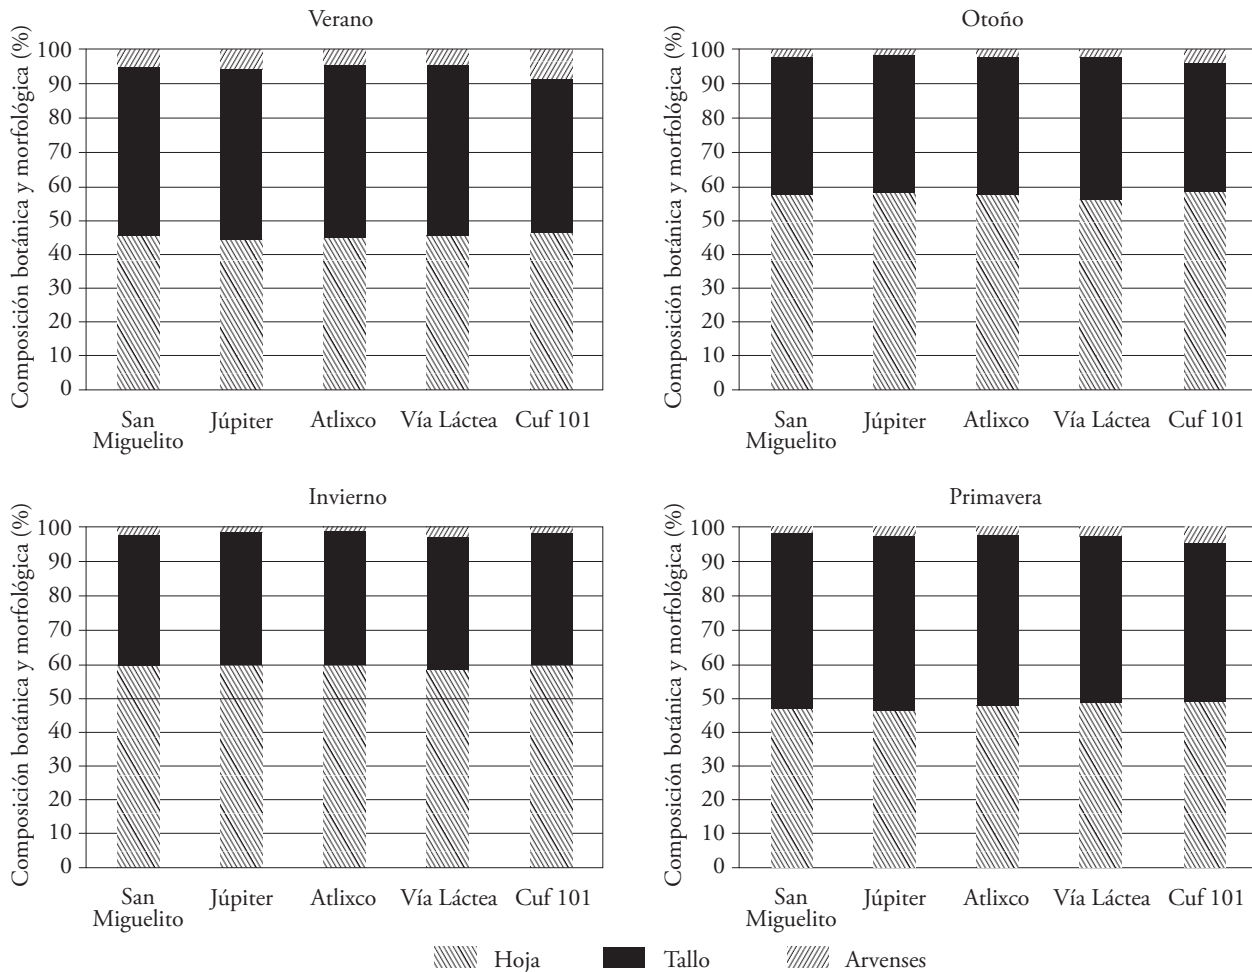 Verano
Composición botánica y morfológica (%)
100
90
80
70
60
50
40
30
20
10
0
San Miguelito
Júpiter
Atlixco
Vía Láctea
Cuf 101
Otoño
Composición botánica y morfológica (%)
100
90
80
70
60
50
40
30
20
10
0
San Miguelito
Júpiter
Atlixco
Vía Láctea
Cuf 101
Invierno
Composición botánica y morfológica (%)
100
90
80
70
60
50
40
30
20
10
0
San Miguelito
Júpiter
Atlixco
Vía Láctea
Cuf 101
Primavera
Composición botánica y morfológica (%)
100
90
80
70
60
50
40
30
20
10
0
San Miguelito
Júpiter
Atlixco
Vía Láctea
Cuf 101
Hoja
Tallo
Arvenses